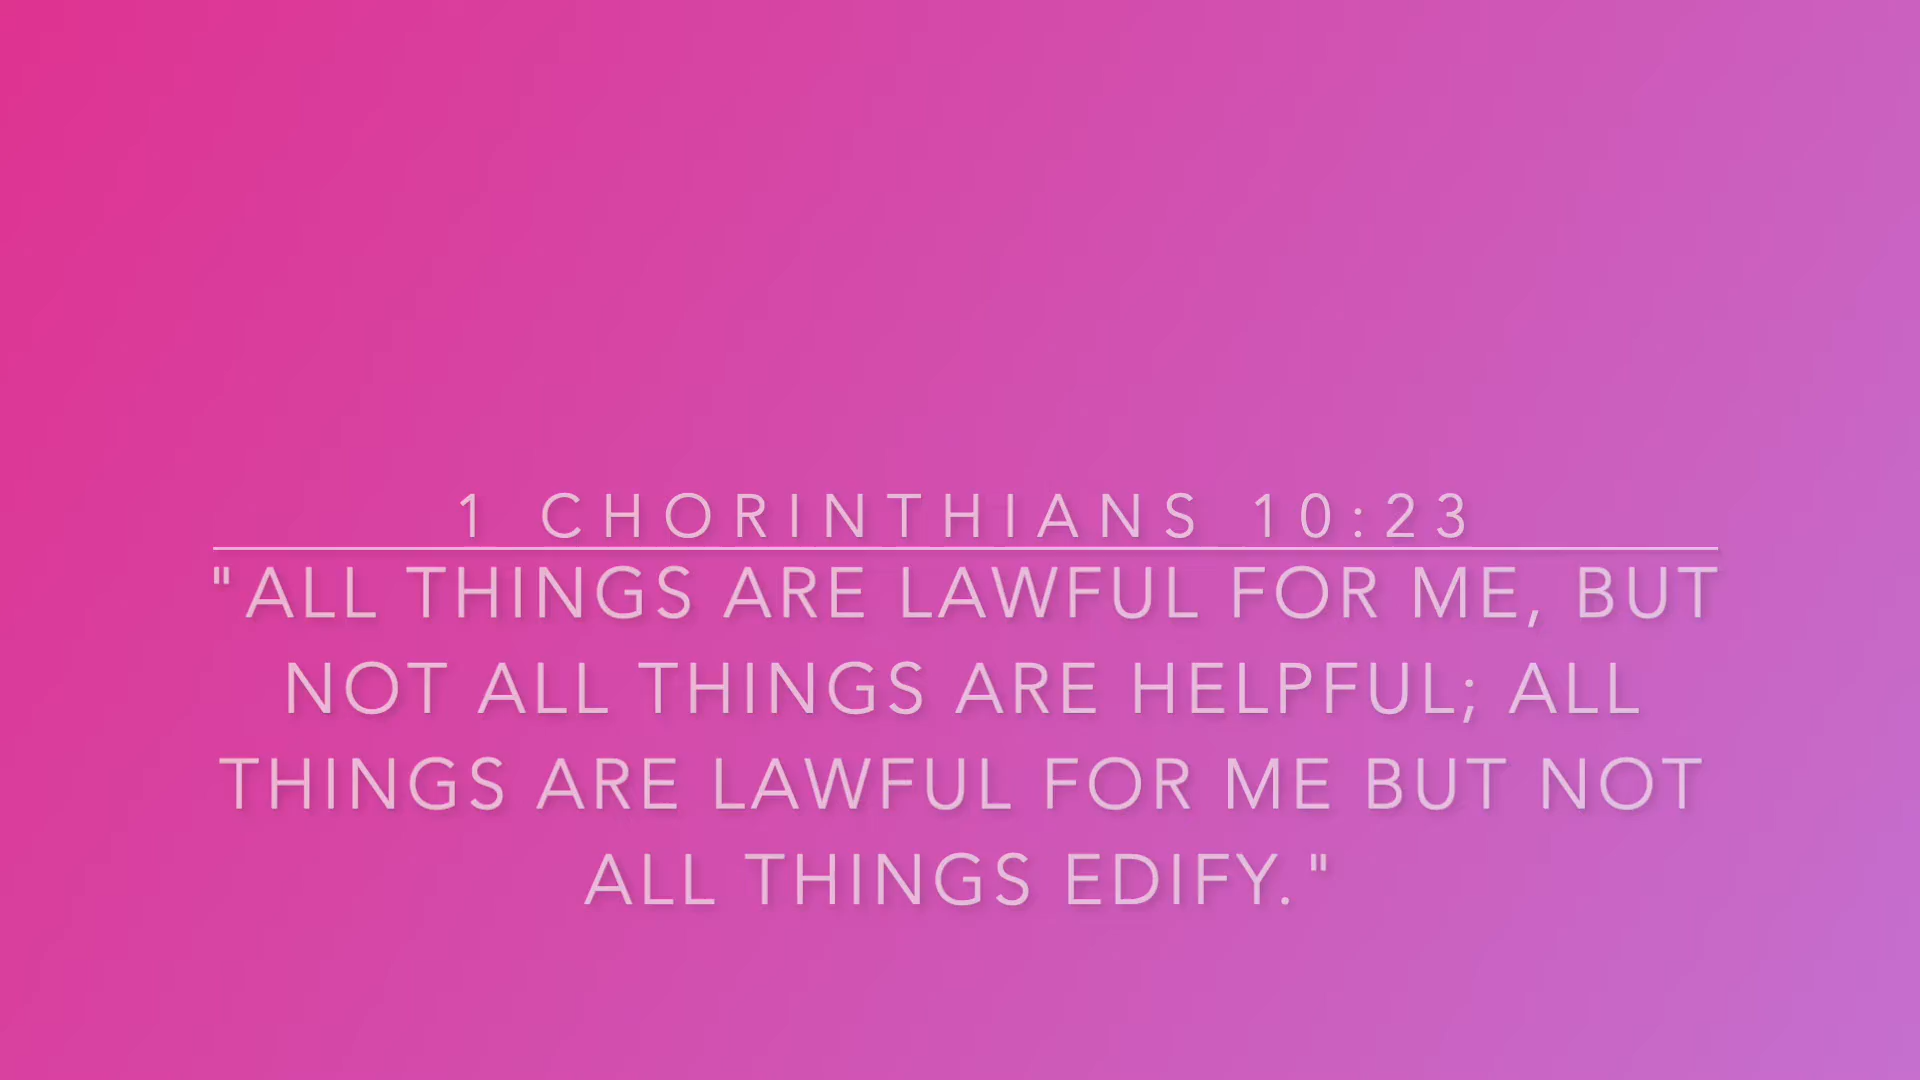 1 CHORINTHIANS 10:23
"ALL THINGS ARE LAWFUL FOR ME, BUT
NOT ALL THINGS ARE HELPFUL; ALL
THINGS ARE LAWFUL FOR ME BUT NOT
ALL THINGS EDIFY."